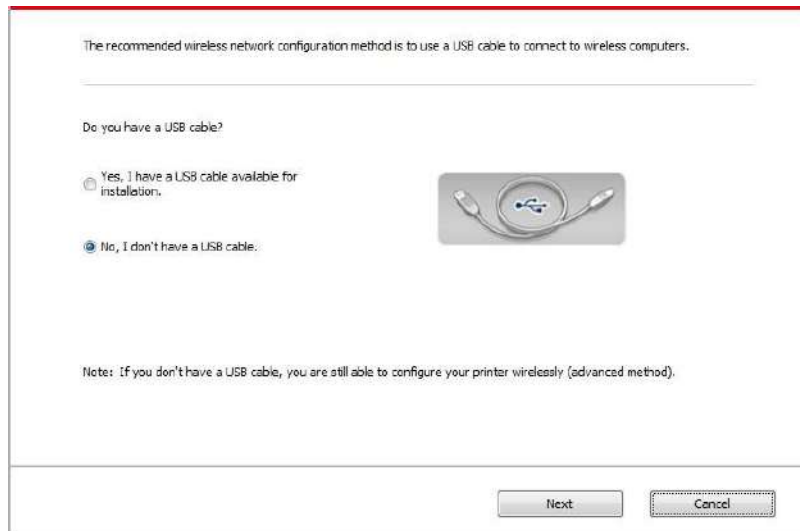 The recommended wireless network configuration method is to use a USB cable to connect to wireless computers.
Do you have a USB cable?
Yes, I have a USB cable available for
installation.
No, I don't have a USB cable.
Note: If you don't have a USB cable, you are still able to configure your printer wirelessly (advanced method).
Next
Cancel